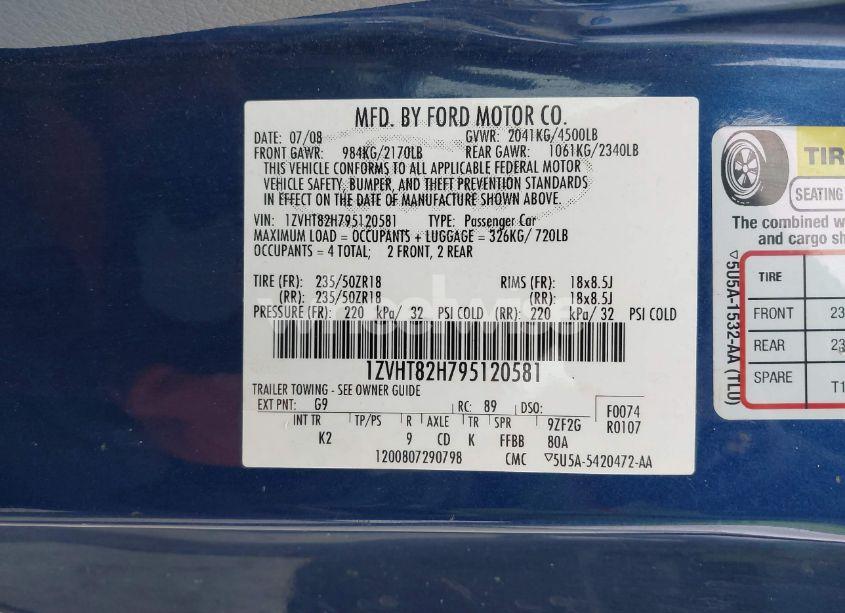 MFD. BY FORD MOTOR CO.
DATE: 07/08 GVWR: 2041KG/4500LB
FRONT GAWR: 984KG/2170LB REAR GAWR: 1061KG/2340LB
THIS VEHICLE CONFORMS TO ALL APPLICABLE FEDERAL MOTOR
VEHICLE SAFETY, BUMPER, AND THEFT PREVENTION STANDARDS
IN EFFECT ON THE DATE OF MANUFACTURE SHOWN ABOVE.
VIN: 1ZVHT82H795120581 TYPE: Passenger Car
MAXIMUM LOAD = OCCUPANTS + LUGGAGE = 326KG/720LB
OCCUPANTS = 4 TOTAL; 2 FRONT, 2 REAR
TIRE (FR): 235/50ZR18 RIMS (FR): 18x8.5J
(RR): 235/50ZR18 (RR): 18x8.5J
PRESSURE (FR): 220 kPa/ 32 PSI COLD (RR): 220 kPa/ 32 PSI COLD
1ZVHT82H795120581
TRAILER TOWING - SEE OWNER GUIDE
EXT PNT: G9 RC: 89 DSO: F0074
INT TR TP/PS R AXLE TR SPR 9ZF2G R0107
K2 9 CD K FFBB 80A
1200807290798 CMC ▽5U5A-5420472-AA
TIR
SEATING
The combined w
and cargo sh
▽5U5A-1532-AA (TLU)
TIRE
FRONT 23
REAR 23
SPARE T1